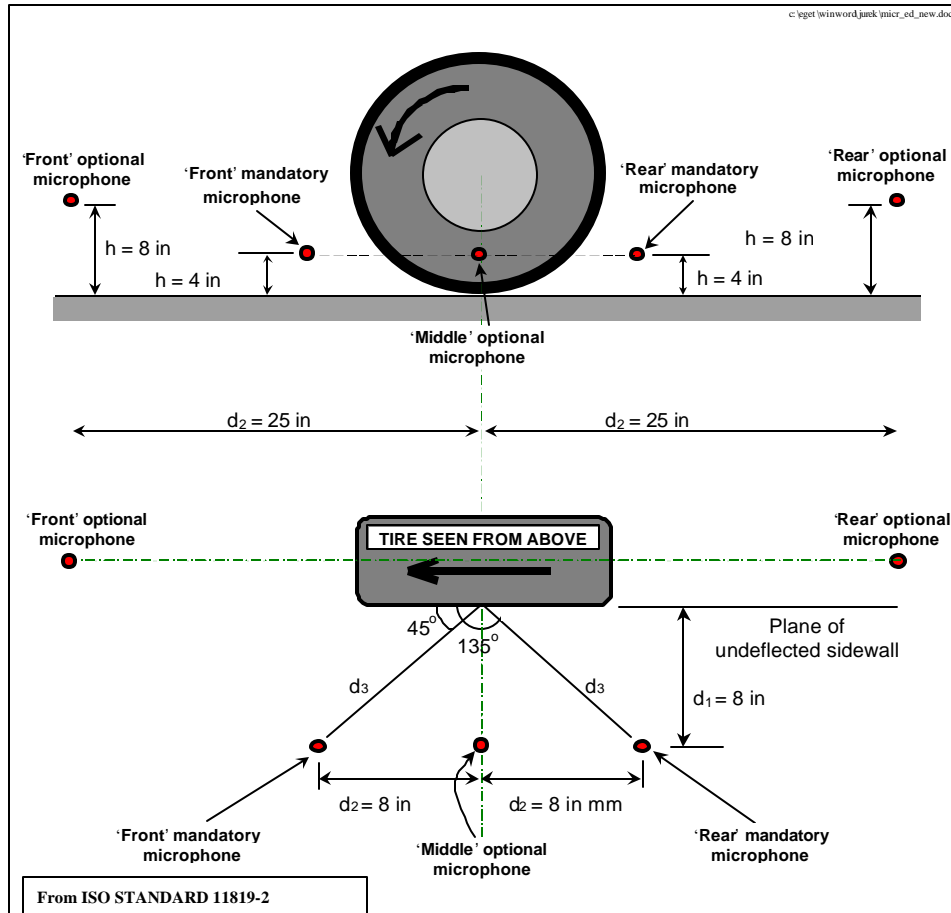 c:\eget\winword\jurek\micr_ed_new.doc
'Front' optional
microphone
'Front' mandatory
microphone
'Rear' mandatory
microphone
'Rear' optional
microphone
h = 8 in
h = 4 in
h = 8 in
h = 4 in
'Middle' optional
microphone
d2 = 25 in
d2 = 25 in
'Front' optional
microphone
TIRE SEEN FROM ABOVE
'Rear' optional
microphone
45°
135°
Plane of
undeflected sidewall
d3
d3
d1 = 8 in
d2 = 8 in
d2 = 8 in mm
'Front' mandatory
microphone
'Middle' optional
microphone
'Rear' mandatory
microphone
From ISO STANDARD 11819-2